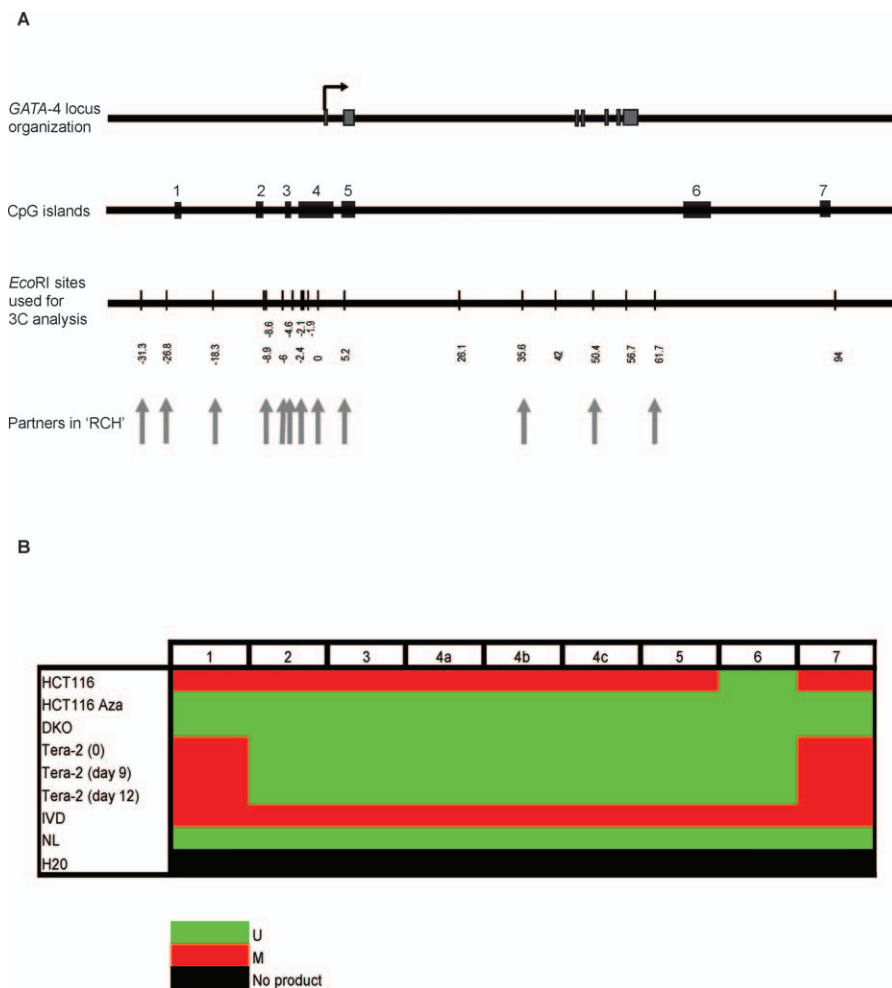 A
GATA-4 locus
organization
1 2 3 4 5 6 7
CpG islands
EcoRI sites
used for
3C analysis
-8.6 -4.6 -2.1 -1.9
-31.3 -26.8 -18.3 -8.9 -6 -2.4 0 5.2 26.1 35.6 42 50.4 56.7 61.7 94
Partners in 'RCH'
B
1 2 3 4a 4b 4c 5 6 7
HCT116
HCT116 Aza
DKO
Tera-2 (0)
Tera-2 (day 9)
Tera-2 (day 12)
IVD
NL
H20
U
M
No product